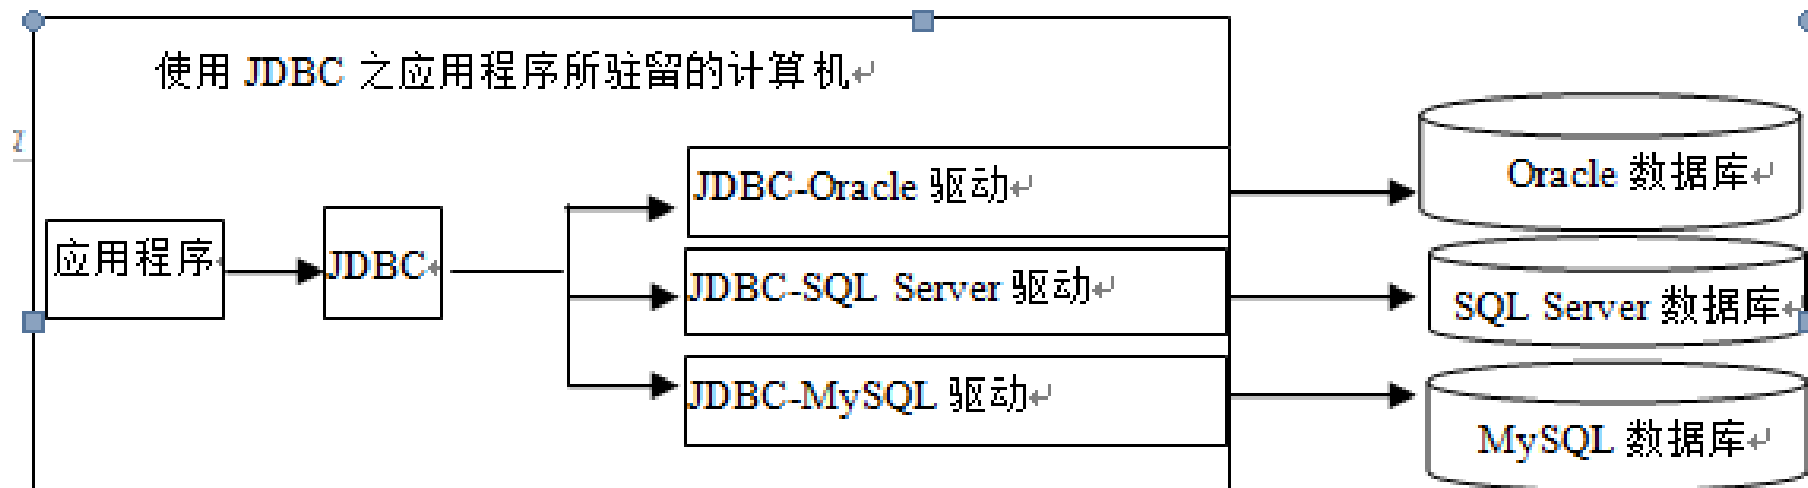 使用 JDBC 之应用程序所驻留的计算机
JDBC-Oracle 驱动
Oracle 数据库
应用程序
JDBC
JDBC-SQL Server 驱动
SQL Server 数据库
JDBC-MySQL 驱动
MySQL 数据库